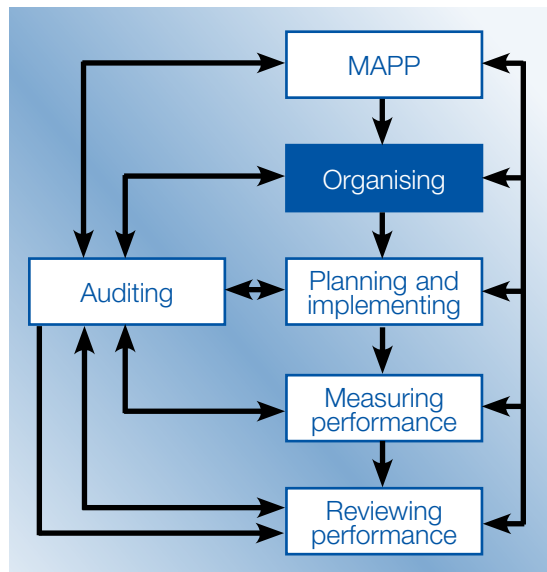 MAPP
Organising
Auditing
Planning and
implementing
Measuring
performance
Reviewing
performance